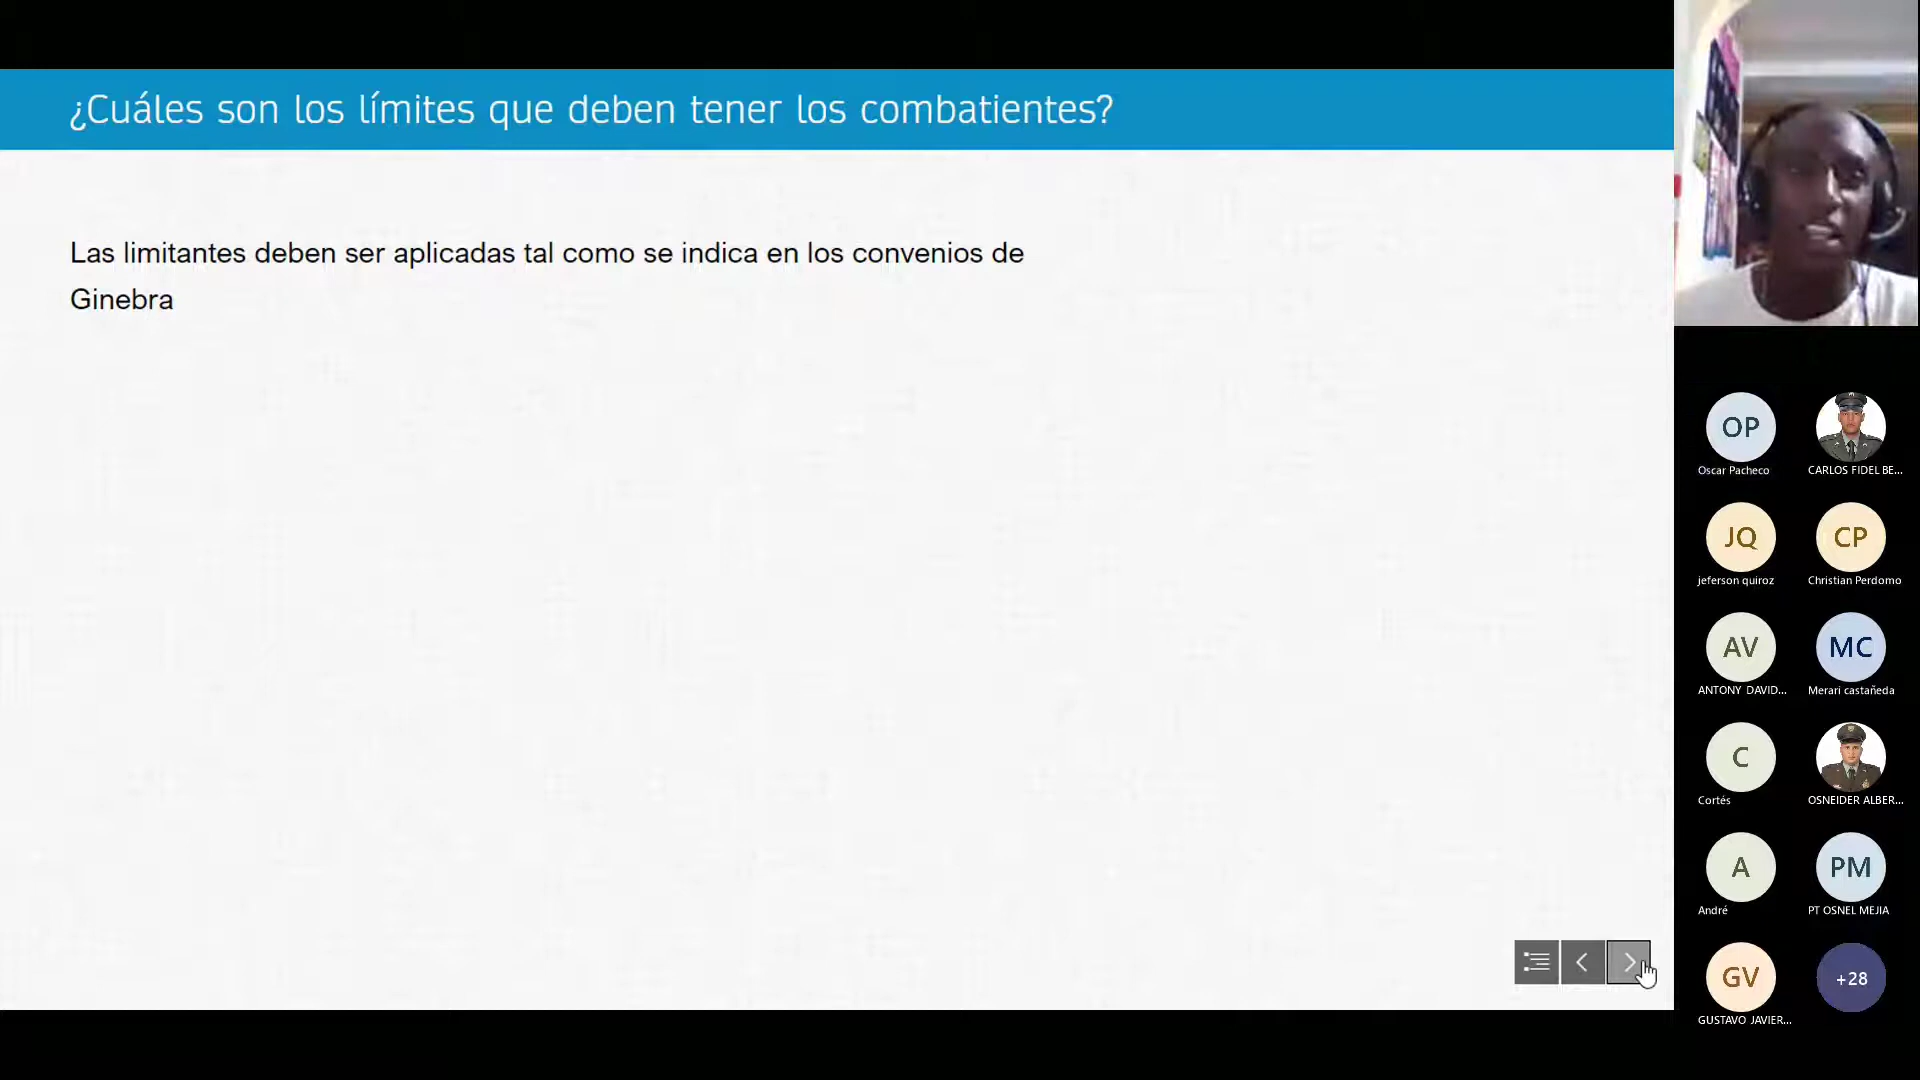 ¿Cuáles son los límites que deben tener los combatientes?
Las limitantes deben ser aplicadas tal como se indica en los convenios de
Ginebra
OP
Oscar Pacheco
CARLOS FIDEL BE...
JQ
jeferson quiroz
CP
Christian Perdomo
AV
ANTONY DAVID...
MC
Merari castañeda
C
Cortés
OSNEIDER ALBER...
A
André
PM
PT OSNEL MEJIA
GV
GUSTAVO JAVIER...
+28